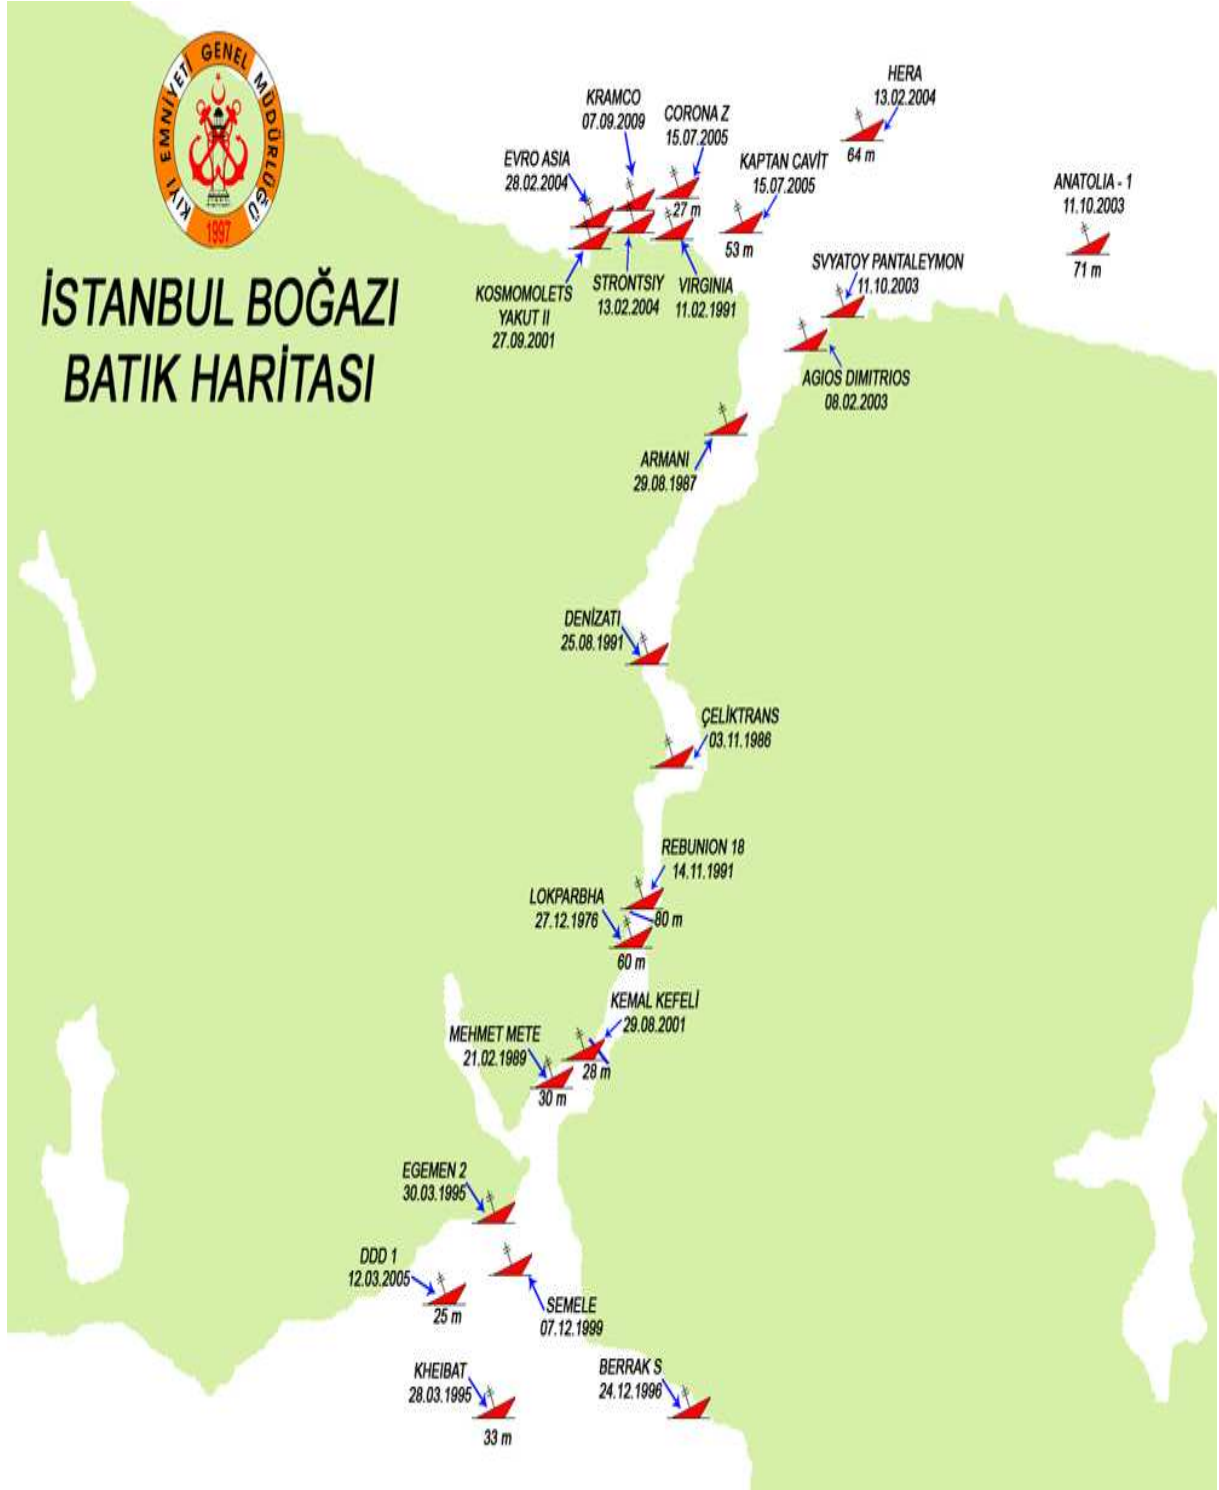 KIYI EMNİYETİ GENEL MÜDÜRLÜĞÜ
1997
İSTANBUL BOĞAZI
BATIK HARİTASI
HERA
13.02.2004
64 m
KRAMCO
07.09.2009
CORONA Z
15.07.2005
27 m
EVRO ASIA
28.02.2004
KAPTAN CAVİT
15.07.2005
53 m
ANATOLIA - 1
11.10.2003
71 m
SVYATOY PANTALEYMON
11.10.2003
KOSMOMOLETS
YAKUT II
27.09.2001
STRONTSIY
13.02.2004
VIRGINIA
11.02.1991
AGIOS DIMITRIOS
08.02.2003
ARMANI
29.08.1987
DENİZATI
25.08.1991
ÇELİKTRANS
03.11.1986
REBUNION 18
14.11.1991
80 m
LOKPARBHA
27.12.1976
60 m
KEMAL KEFELİ
29.08.2001
28 m
MEHMET METE
21.02.1989
30 m
EGEMEN 2
30.03.1995
DDD 1
12.03.2005
25 m
SEMELE
07.12.1999
KHEIBAT
28.03.1995
33 m
BERRAK S
24.12.1996